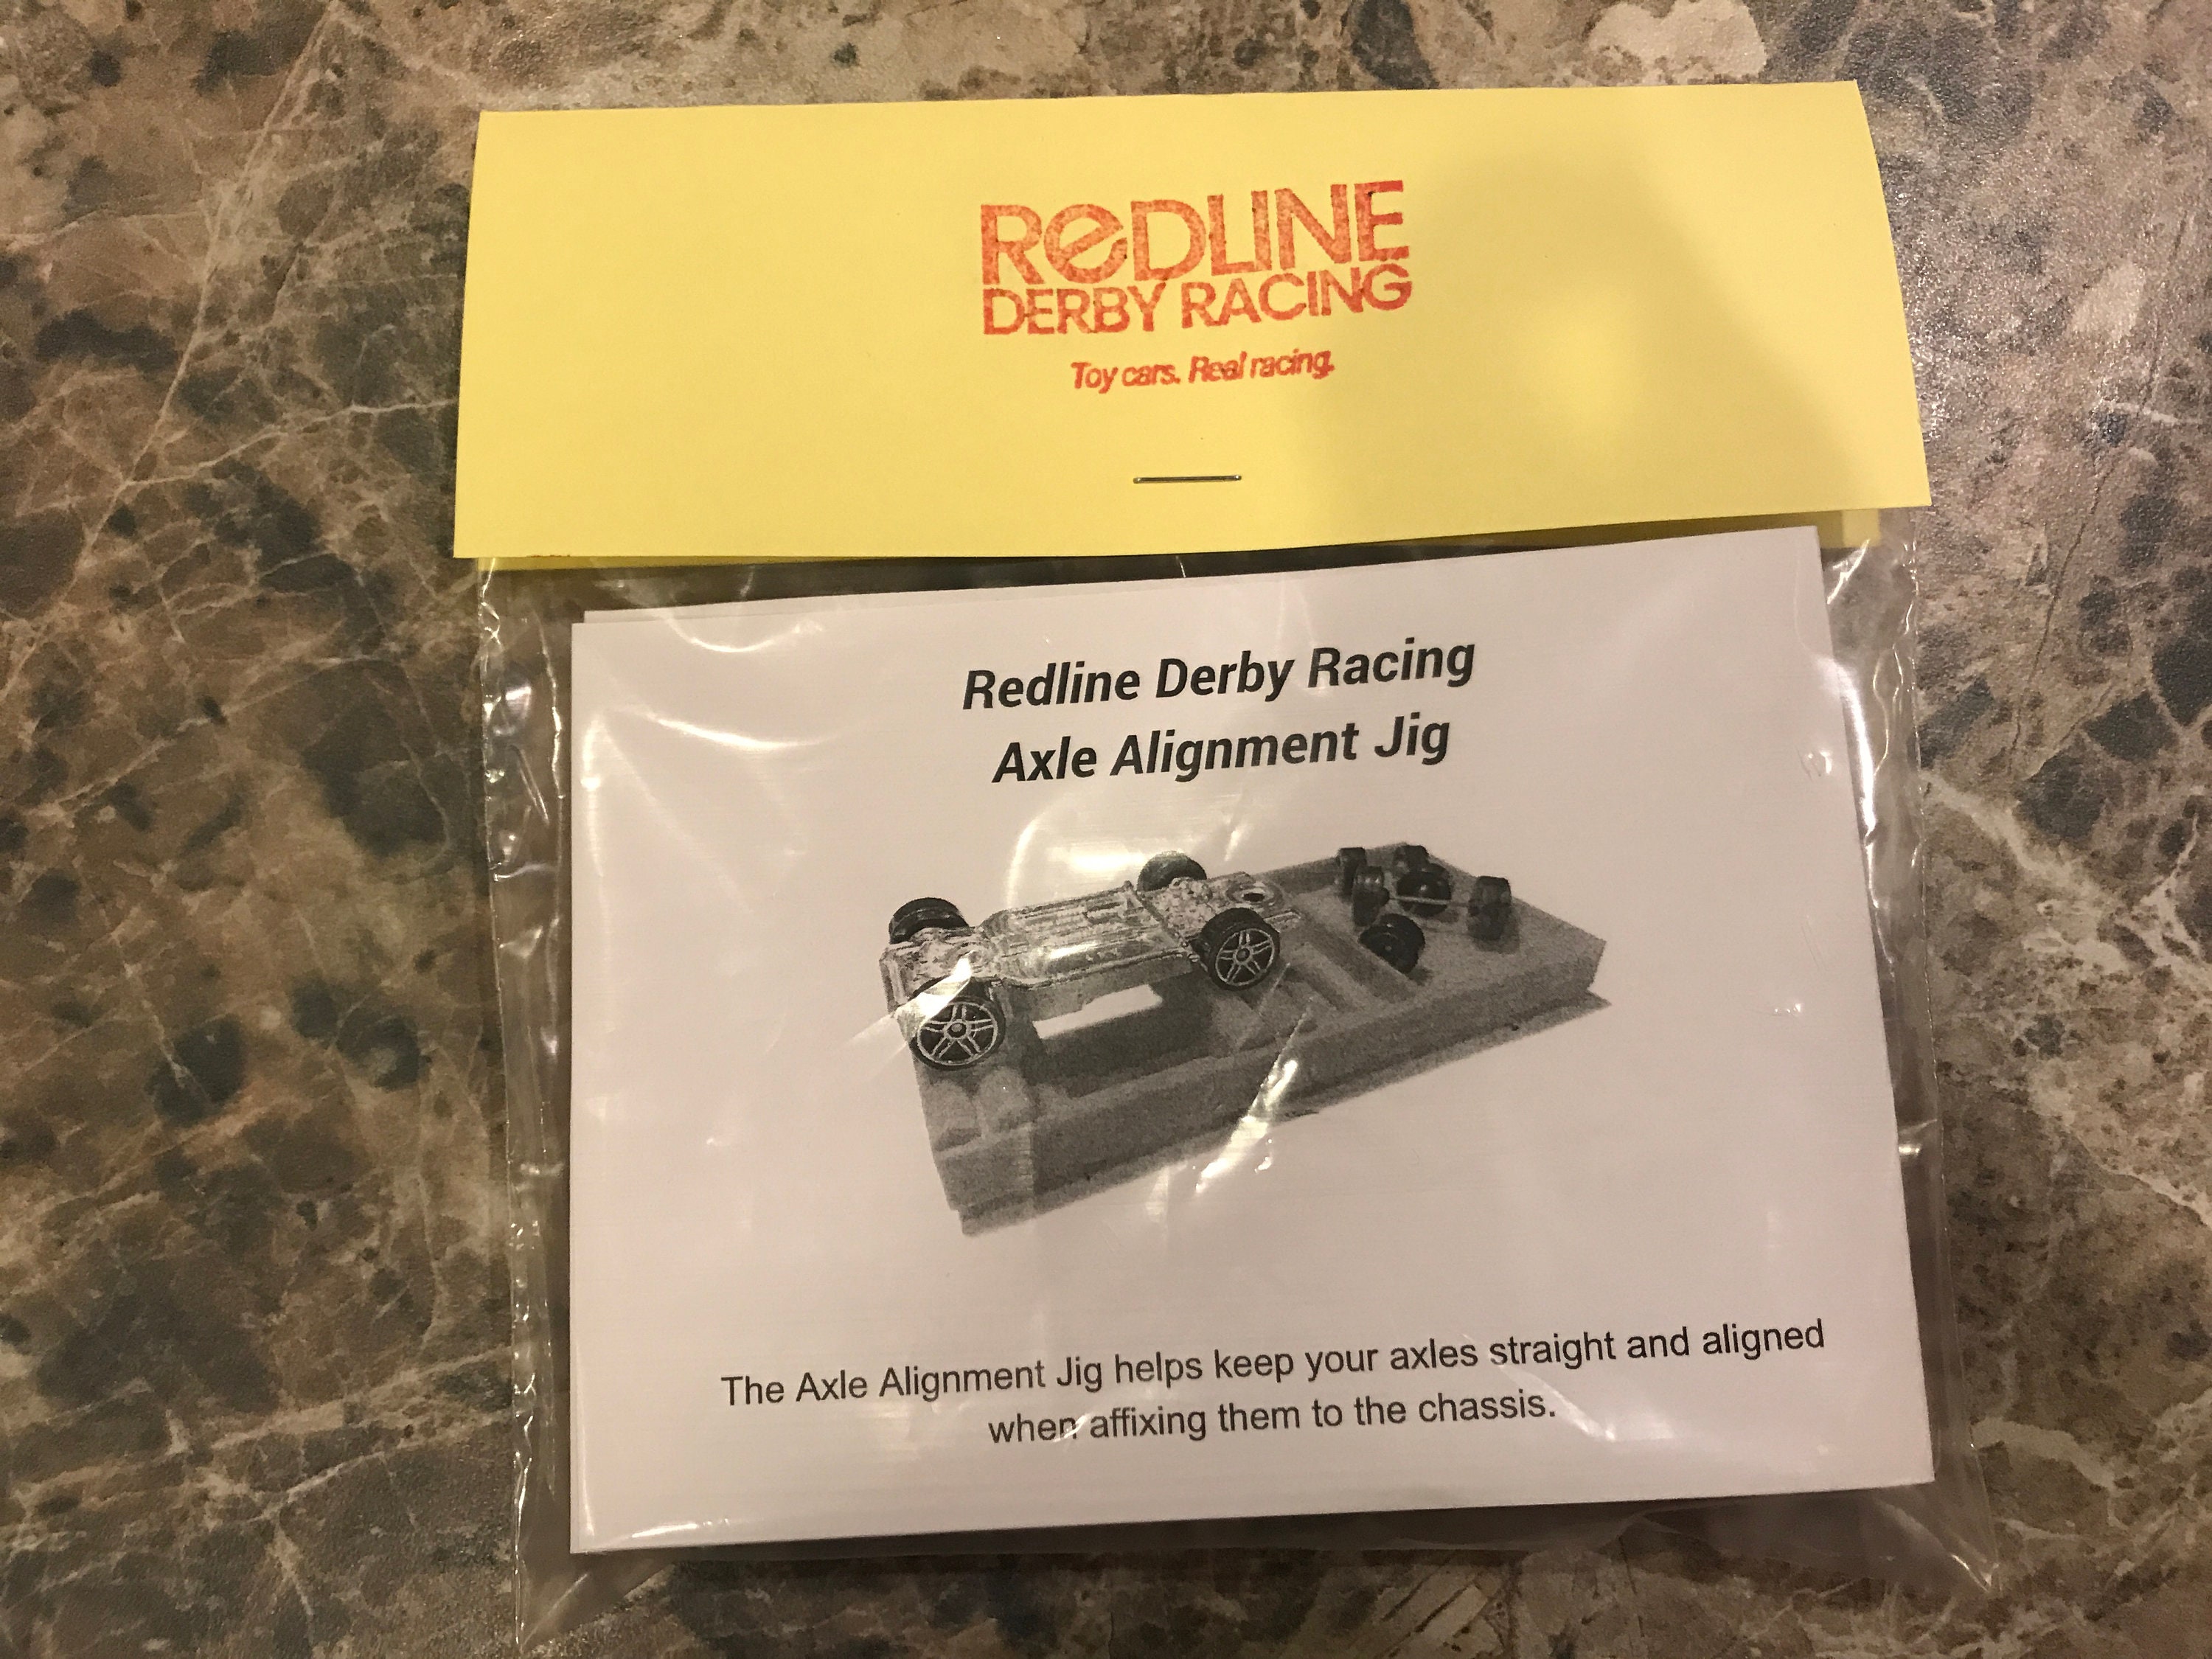 ReDLINE
DERBY RACING
Toy cars. Real racing.
Redline Derby Racing
Axle Alignment Jig
The Axle Alignment Jig helps keep your axles straight and aligned
when affixing them to the chassis.